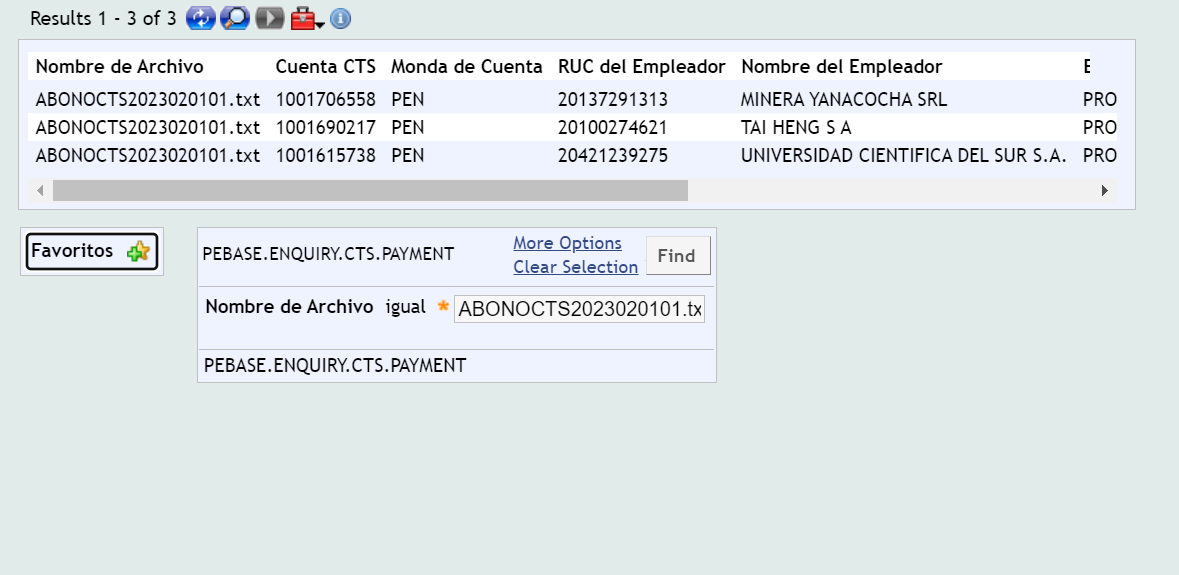 Results 1 - 3 of 3
Nombre de Archivo Cuenta CTS Monda de Cuenta RUC del Empleador Nombre del Empleador
ABONOCTS2023020101.txt 1001706558 PEN 20137291313 MINERA YANACOCHA SRL PRO
ABONOCTS2023020101.txt 1001690217 PEN 20100274621 TAI HENG S A PRO
ABONOCTS2023020101.txt 1001615738 PEN 20421239275 UNIVERSIDAD CIENTIFICA DEL SUR S.A. PRO
Favoritos
PEBASE.ENQUIRY.CTS.PAYMENT
More Options
Clear Selection
Find
Nombre de Archivo igual * ABONOCTS2023020101.tx
PEBASE.ENQUIRY.CTS.PAYMENT